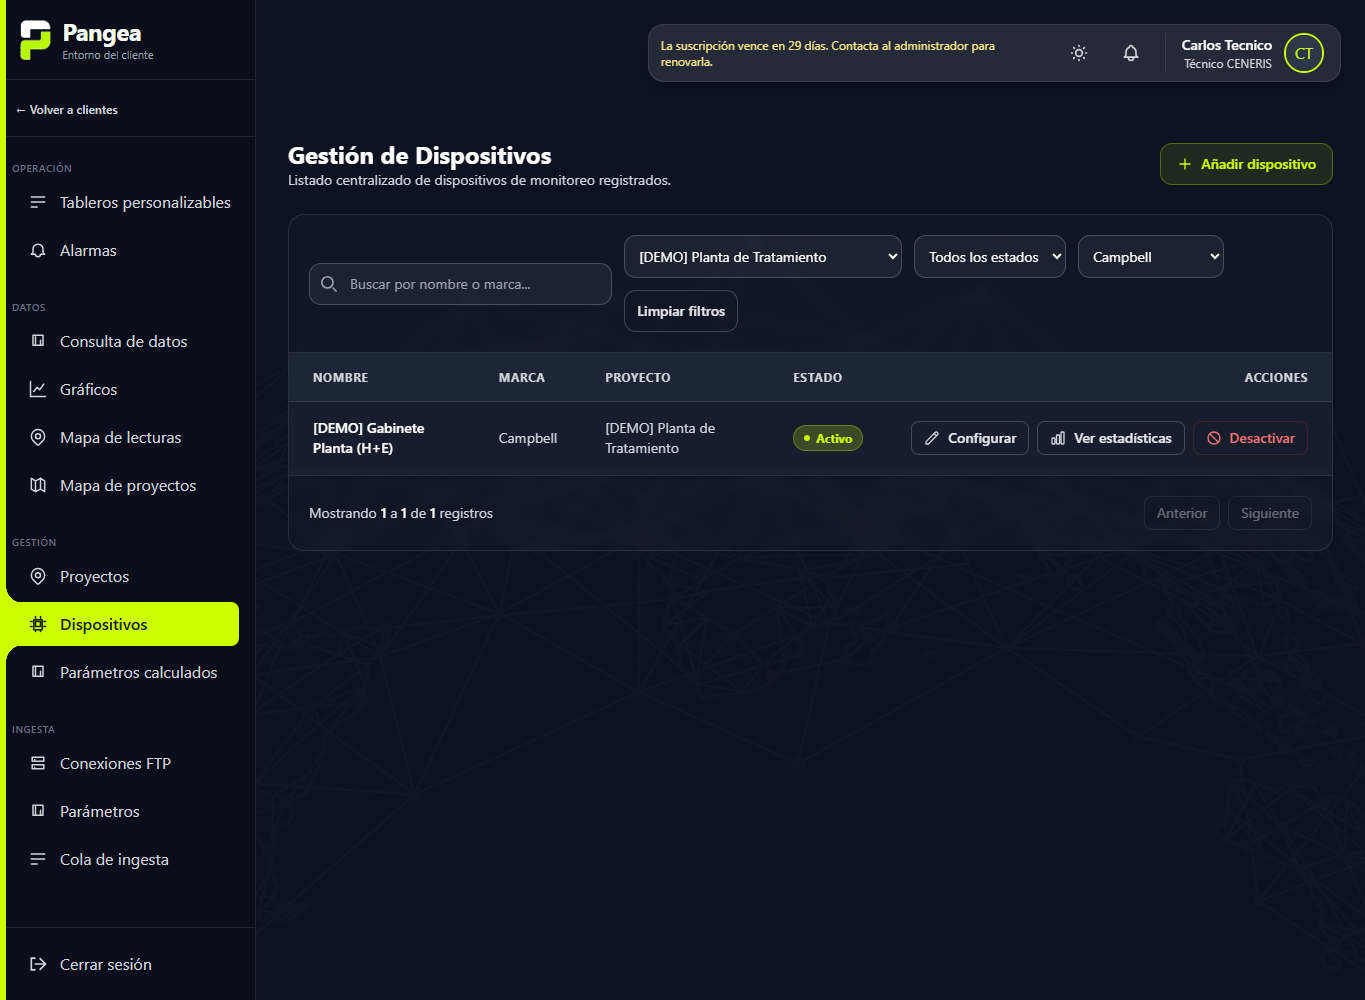 Pangea
Entorno del cliente
← Volver a clientes
OPERACIÓN
Tableros personalizables
Alarmas
DATOS
Consulta de datos
Gráficos
Mapa de lecturas
Mapa de proyectos
GESTIÓN
Proyectos
Dispositivos
Parámetros calculados
INGESTA
Conexiones FTP
Parámetros
Cola de ingesta
Cerrar sesión
La suscripción vence en 29 días. Contacta al administrador para
renovarla.
Carlos Tecnico
Técnico CENERIS
CT
Gestión de Dispositivos
Listado centralizado de dispositivos de monitoreo registrados.
+ Añadir dispositivo
Buscar por nombre o marca...
[DEMO] Planta de Tratamiento
Todos los estados
Campbell
Limpiar filtros
NOMBRE MARCA PROYECTO ESTADO ACCIONES
[DEMO] Gabinete
Planta (H+E)
Campbell
[DEMO] Planta de
Tratamiento
Activo
Configurar
Ver estadísticas
Desactivar
Mostrando 1 a 1 de 1 registros
Anterior
Siguiente